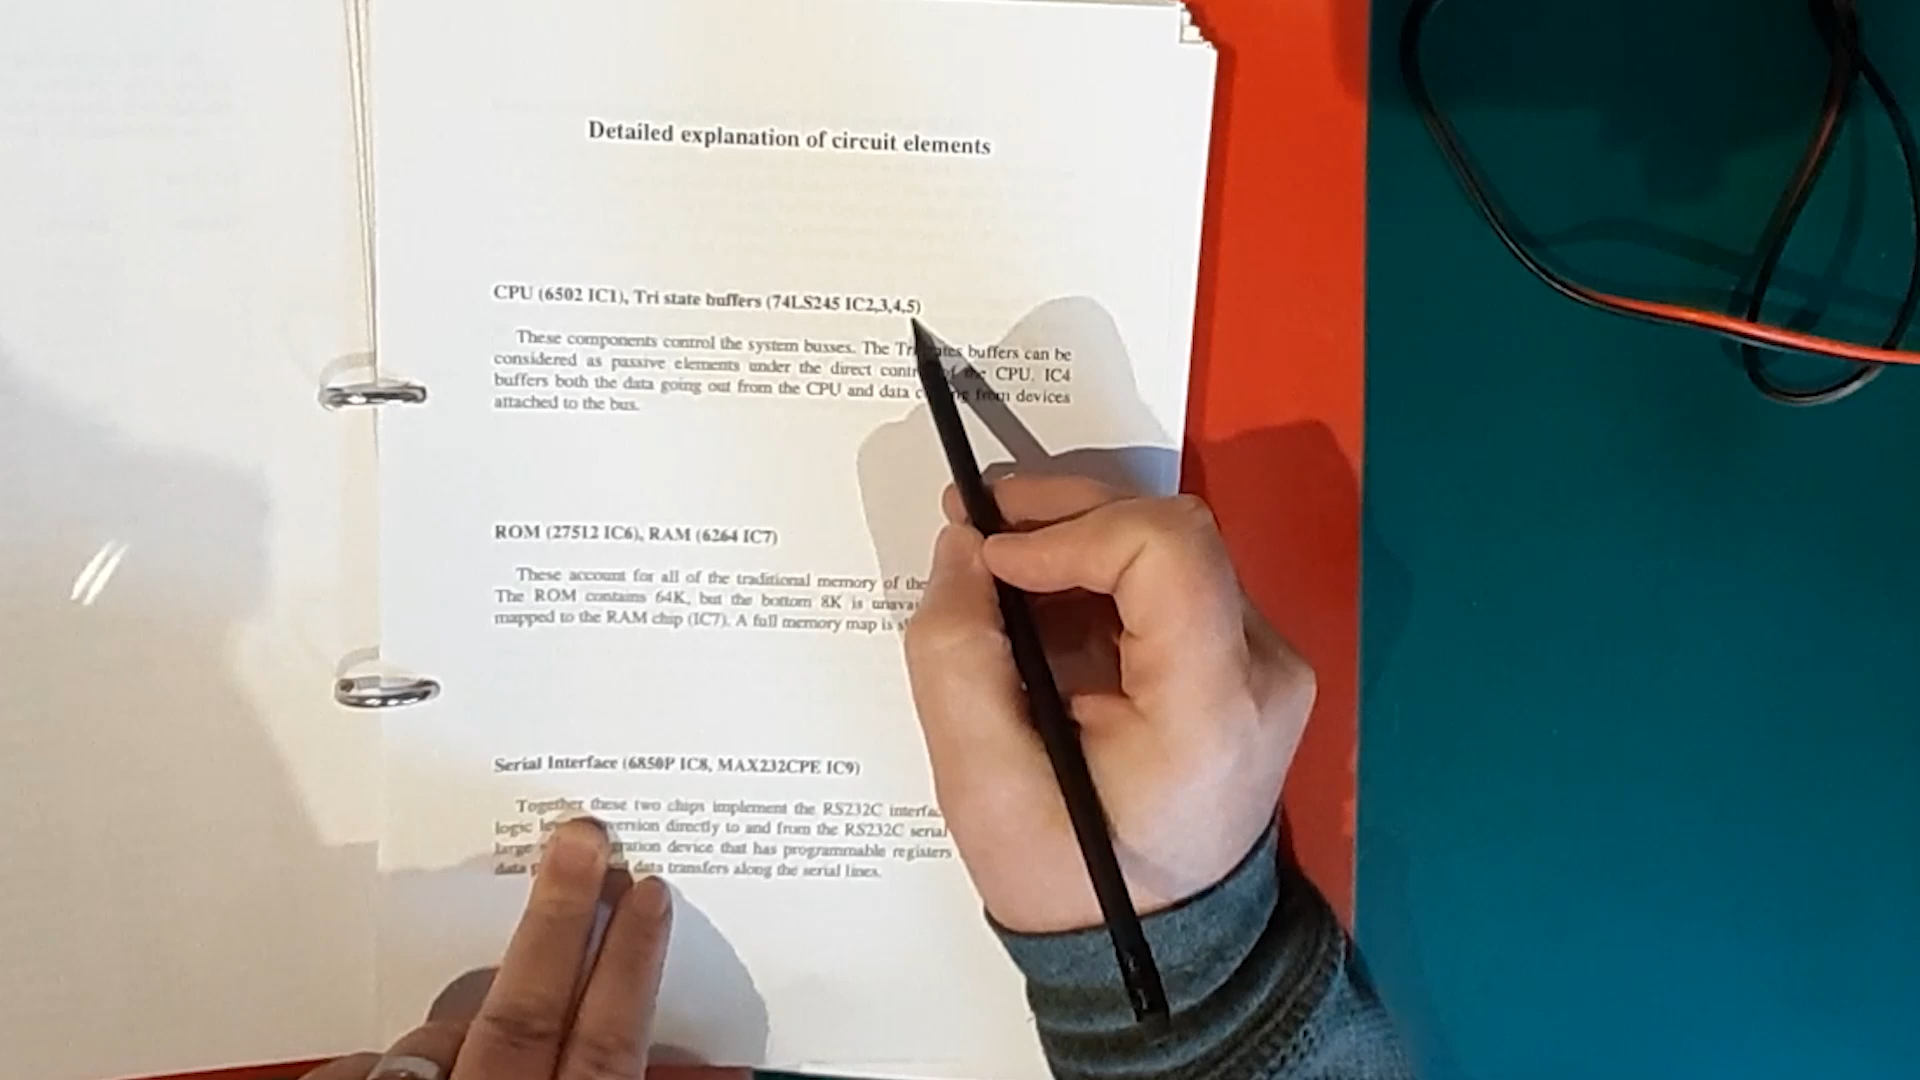 Detailed explanation of circuit elements
CPU (6502 IC1), Tri state buffers (74LS245 IC2,3,4,5)
These components control the system busses. The buffers can be
considered as passive elements under the direct CPU. IC4
buffers both the data going out from the CPU and data from devices
attached to the bus.
ROM (27512 IC6), RAM (6264 IC7)
These account for all of the traditional memory of the
The ROM contains 64K, but the bottom 8K is
mapped to the RAM chip (IC7). A full memory map is
Serial Interface (6850P IC8, MAX232CPE IC9)
Together these two chips implement the RS232C
logic directly to and from the RS232C serial
large device that has programmable registers
data data transfers along the serial lines.